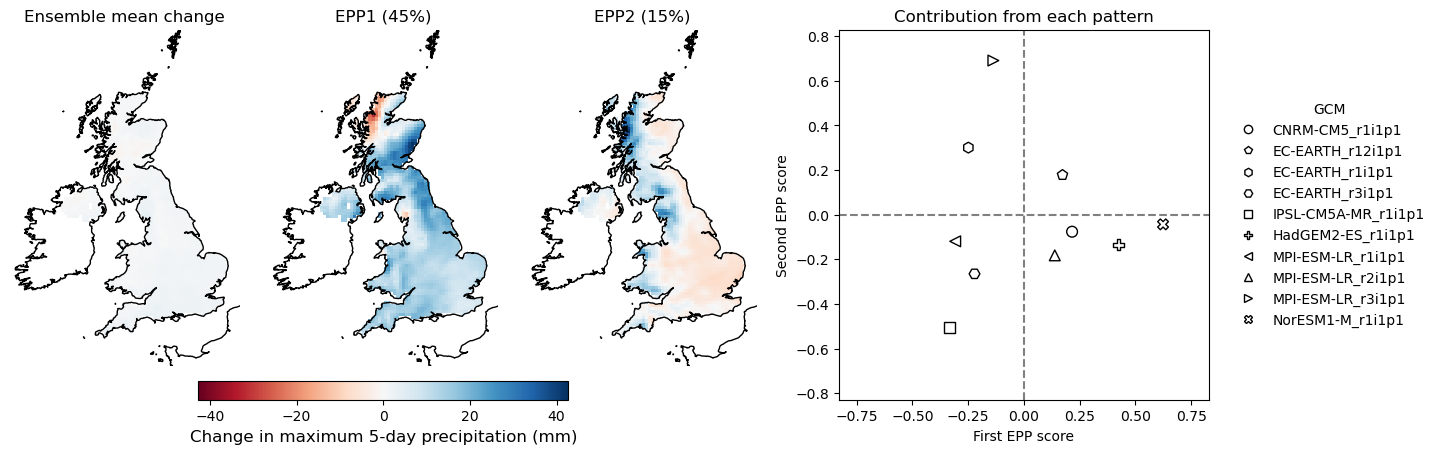 Ensemble mean change
EPP1 (45%)
EPP2 (15%)
−40
−20
0
20
40
Change in maximum 5-day precipitation (mm)
Contribution from each pattern
Second EPP score
0.8
0.6
0.4
0.2
0.0
−0.2
−0.4
−0.6
−0.8
−0.75
−0.50
−0.25
0.00
0.25
0.50
0.75
First EPP score
GCM
CNRM-CM5_r1i1p1
EC-EARTH_r12i1p1
EC-EARTH_r1i1p1
EC-EARTH_r3i1p1
IPSL-CM5A-MR_r1i1p1
HadGEM2-ES_r1i1p1
MPI-ESM-LR_r1i1p1
MPI-ESM-LR_r2i1p1
MPI-ESM-LR_r3i1p1
NorESM1-M_r1i1p1